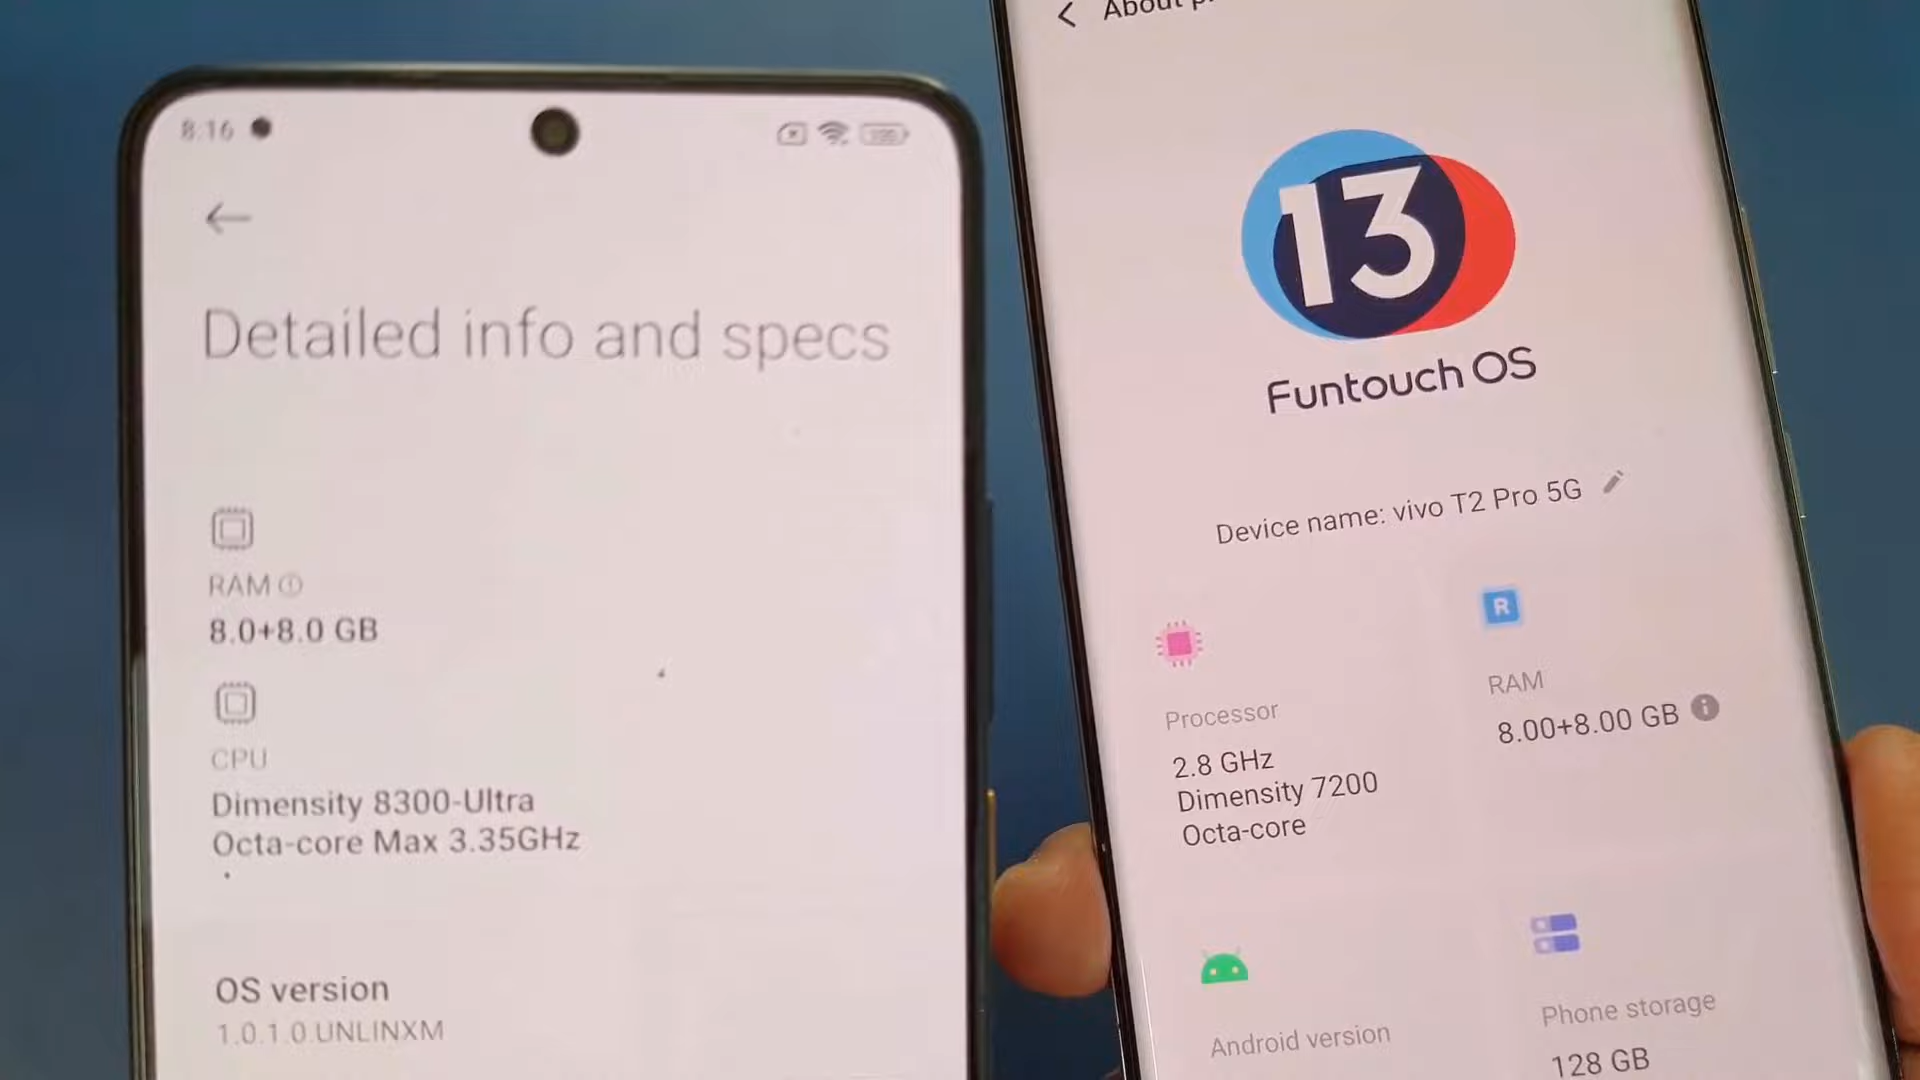 8:16
Detailed info and specs
RAM
8.0+8.0 GB
CPU
Dimensity 8300-Ultra
Octa-core Max 3.35GHz
OS version
1.0.1.0.UNLINXM
About
13
Funtouch OS
Device name: vivo T2 Pro 5G
R
Processor
2.8 GHz
Dimensity 7200
Octa-core
RAM
8.00+8.00 GB
Android version
Phone storage
128 GB